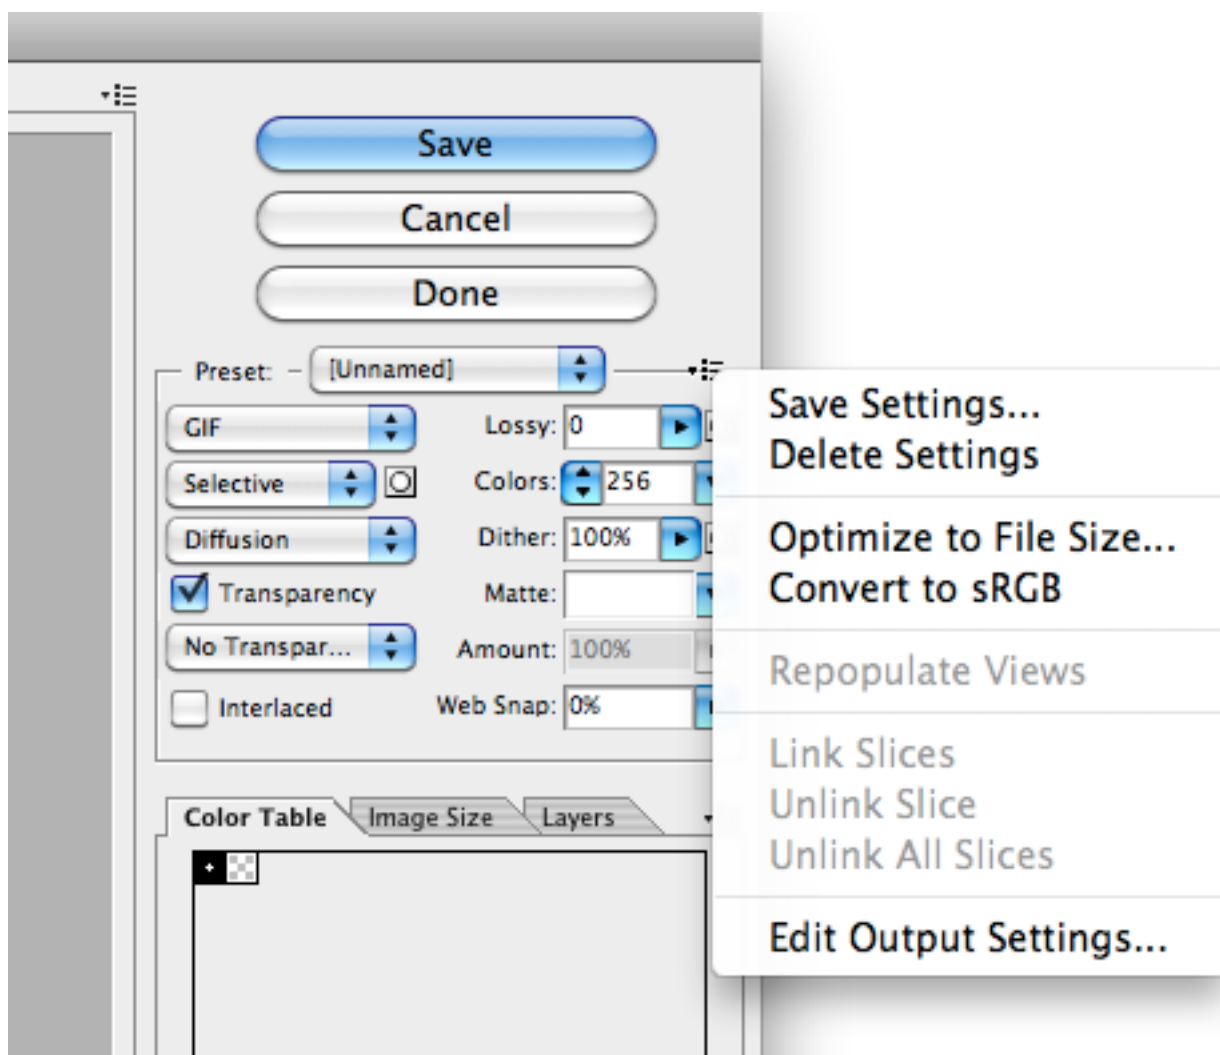 Save
Cancel
Done
Preset: [Unnamed]
GIF Lossy: 0
Selective Colors: 256
Diffusion Dither: 100%
Transparency Matte:
No Transpar... Amount: 100%
Interlaced Web Snap: 0%
Color Table Image Size Layers
Save Settings...
Delete Settings
Optimize to File Size...
Convert to sRGB
Repopulate Views
Link Slices
Unlink Slice
Unlink All Slices
Edit Output Settings...